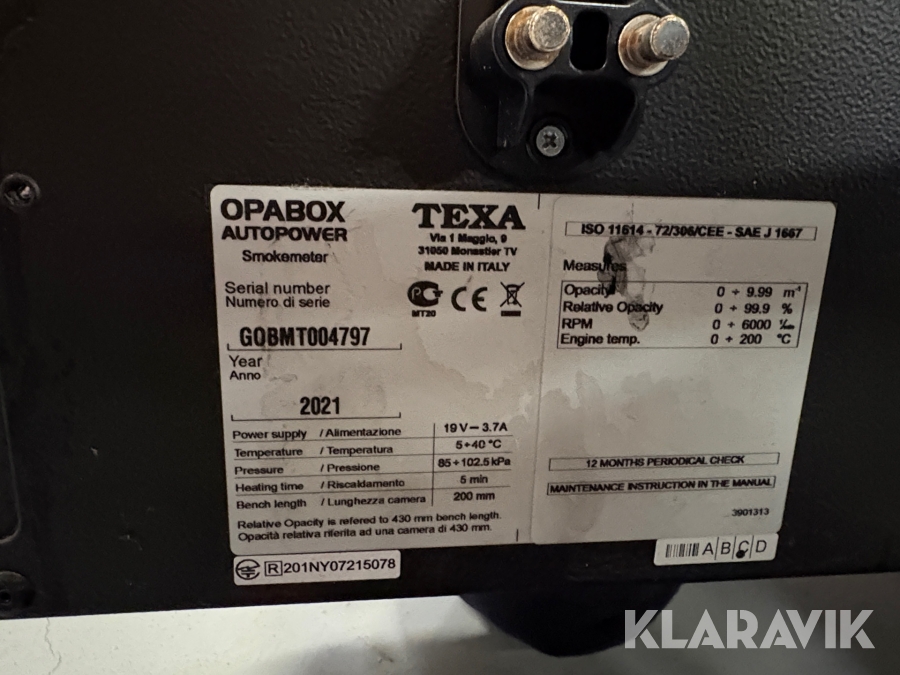 OPABOX
AUTOPOWER
Smokemeter
TEXA
Via 1 Maggio, 9
31050 Monastier TV
MADE IN ITALY
Serial number
Numero di serie
MT20
CE
GQBMT004797
Year
Anno
2021
Power supply / Alimentazione 19 V ⎓ 3.7A
Temperature / Temperatura 5÷40 °C
Pressure / Pressione 85÷102.5 kPa
Heating time / Riscaldamento 5 min
Bench length / Lunghezza camera 200 mm
Relative Opacity is refered to 430 mm bench length.
Opacità relativa riferita ad una camera di 430 mm.
R 201NY07215078
ISO 11614 - 72/306/CEE - SAE J 1667
Measures
Opacity 0 ÷ 9.99 m⁻¹
Relative Opacity 0 ÷ 99.9 %
RPM 0 ÷ 6000
Engine temp. 0 ÷ 200 °C
12 MONTHS PERIODICAL CHECK
MAINTENANCE INSTRUCTION IN THE MANUAL
3901313
A B C D
KLARAVIK